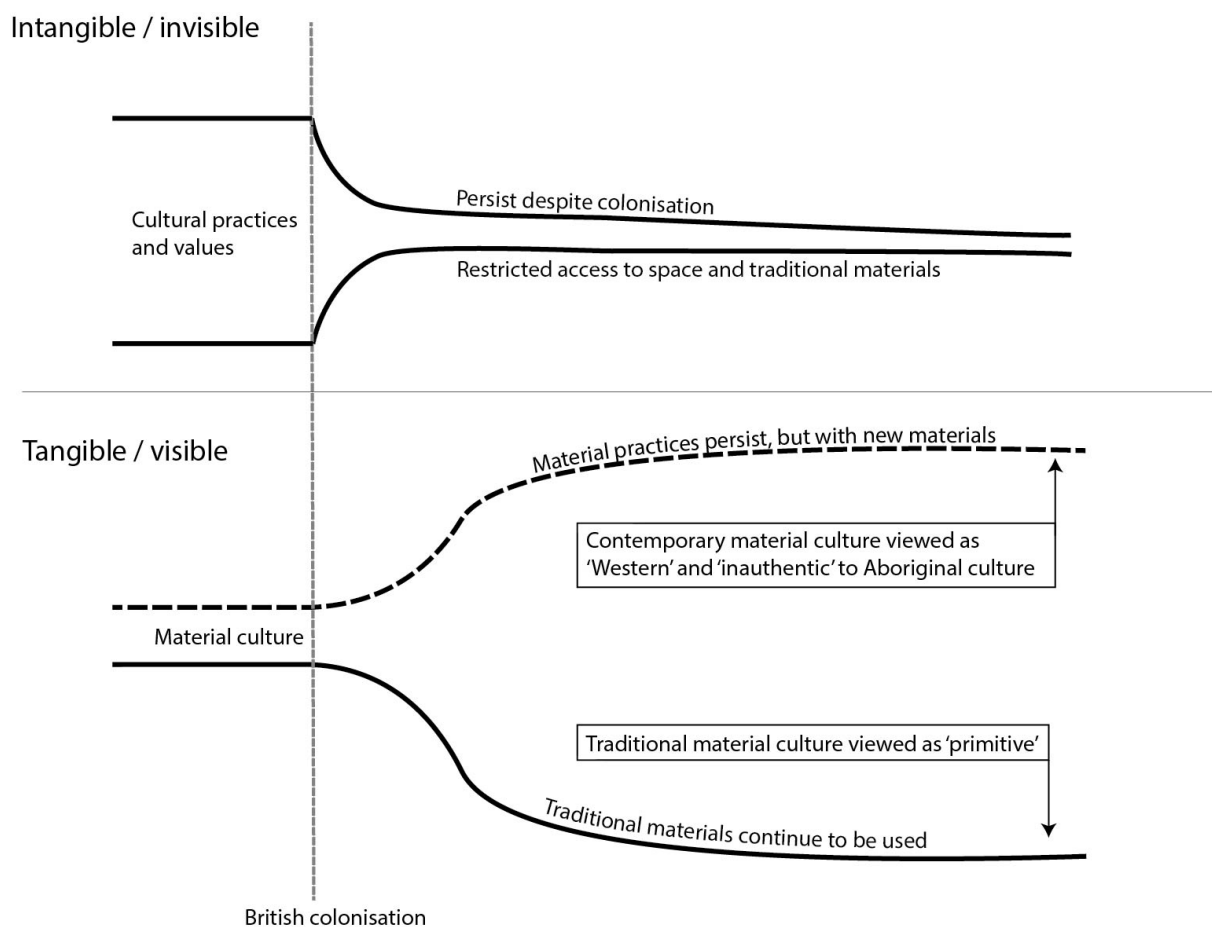 Intangible / invisible
Cultural practices
and values
Persist despite colonisation
Restricted access to space and traditional materials
Tangible / visible
Material practices persist, but with new materials
Contemporary material culture viewed as
‘Western’ and ‘inauthentic’ to Aboriginal culture
Material culture
Traditional material culture viewed as ‘primitive’
Traditional materials continue to be used
British colonisation